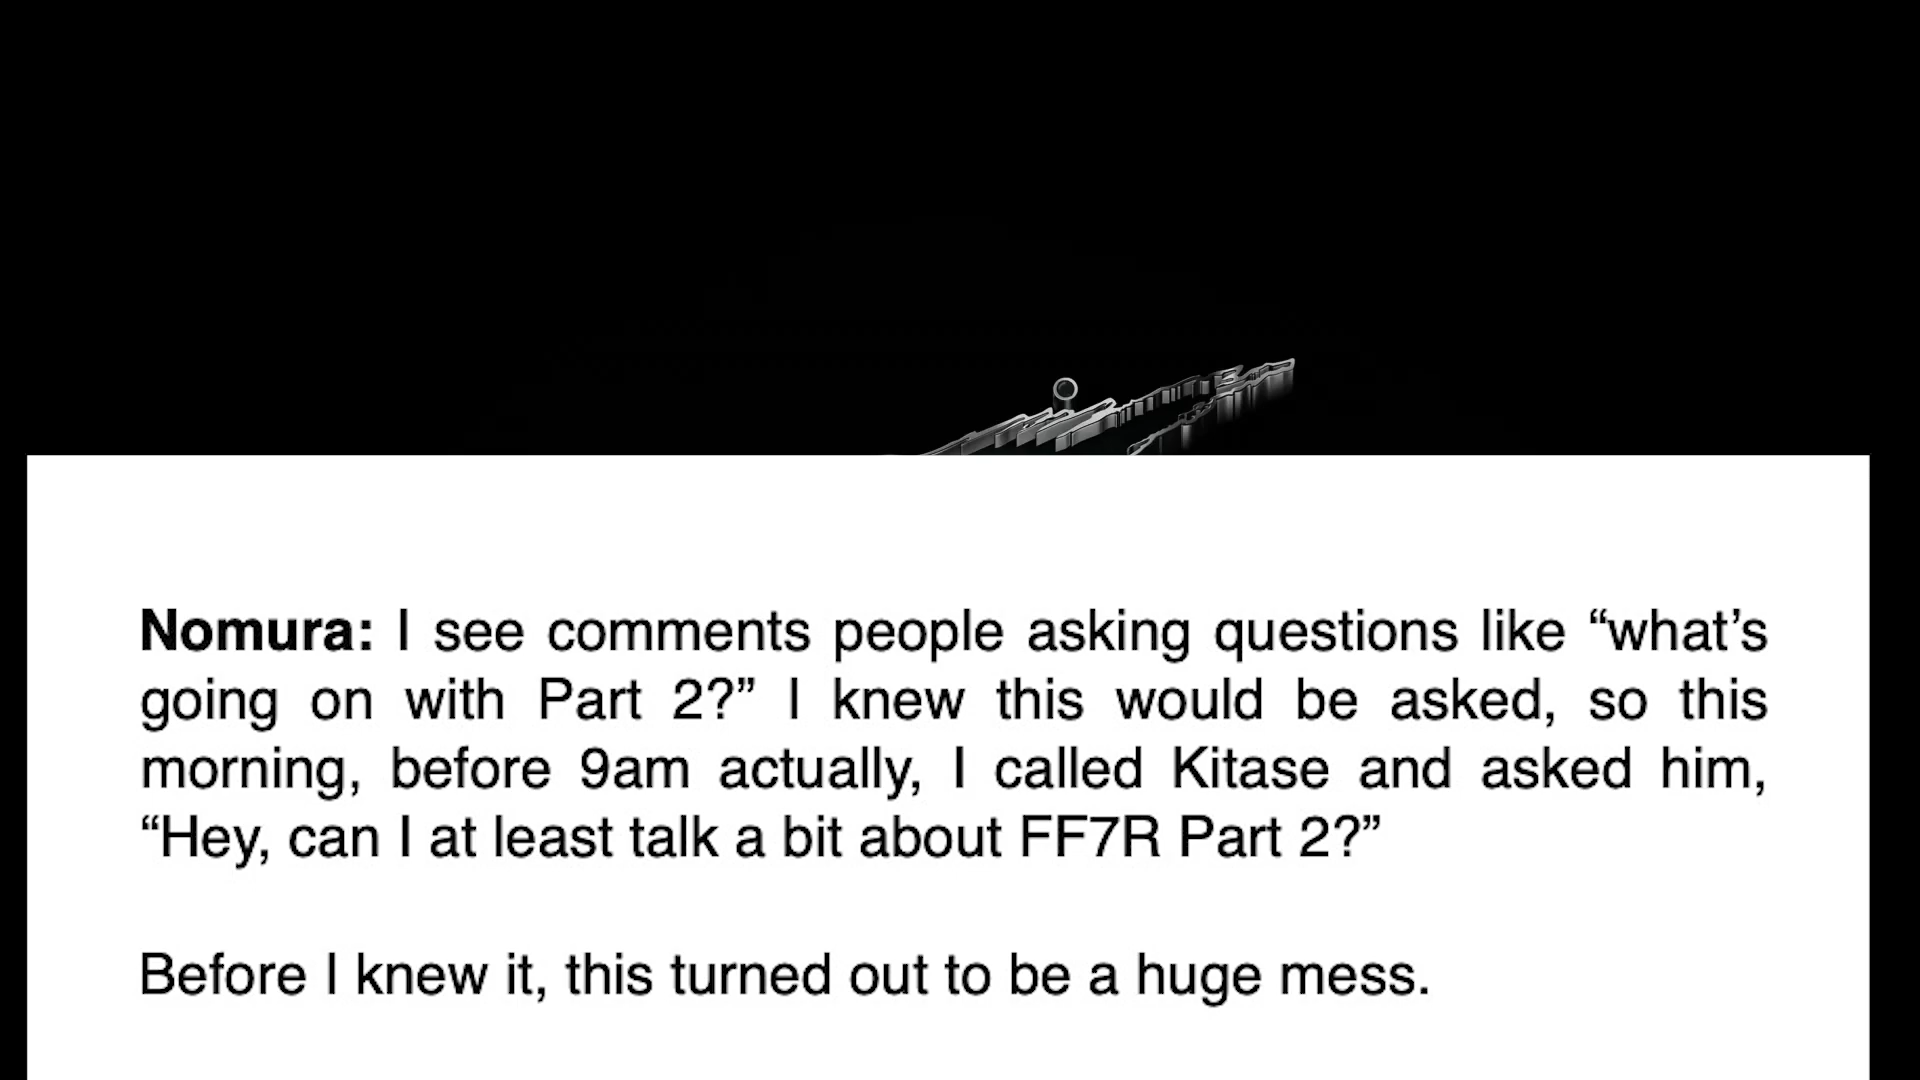 Nomura: I see comments people asking questions like “what’s
going on with Part 2?” I knew this would be asked, so this
morning, before 9am actually, I called Kitase and asked him,
“Hey, can I at least talk a bit about FF7R Part 2?”
Before I knew it, this turned out to be a huge mess.